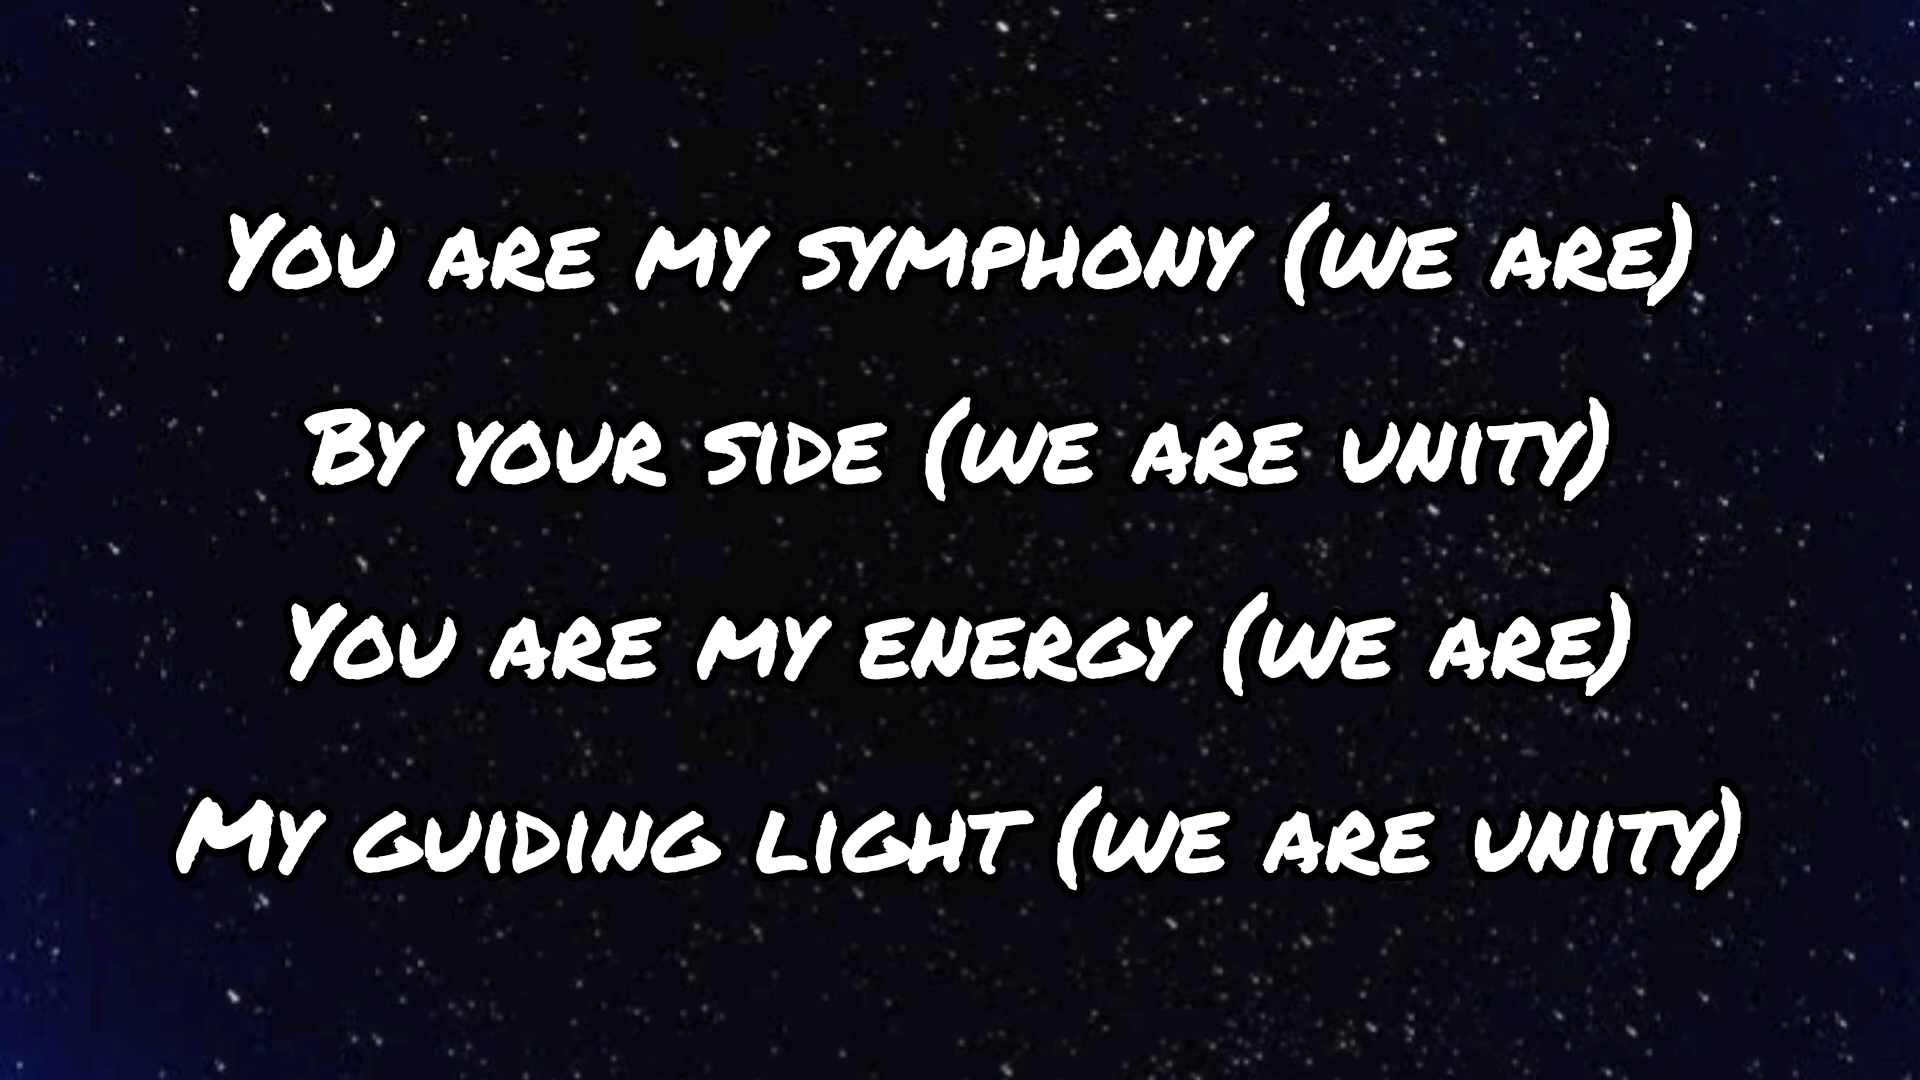 You are my symphony (we are)
By your side (we are unity)
You are my energy (we are)
My guiding light (we are unity)